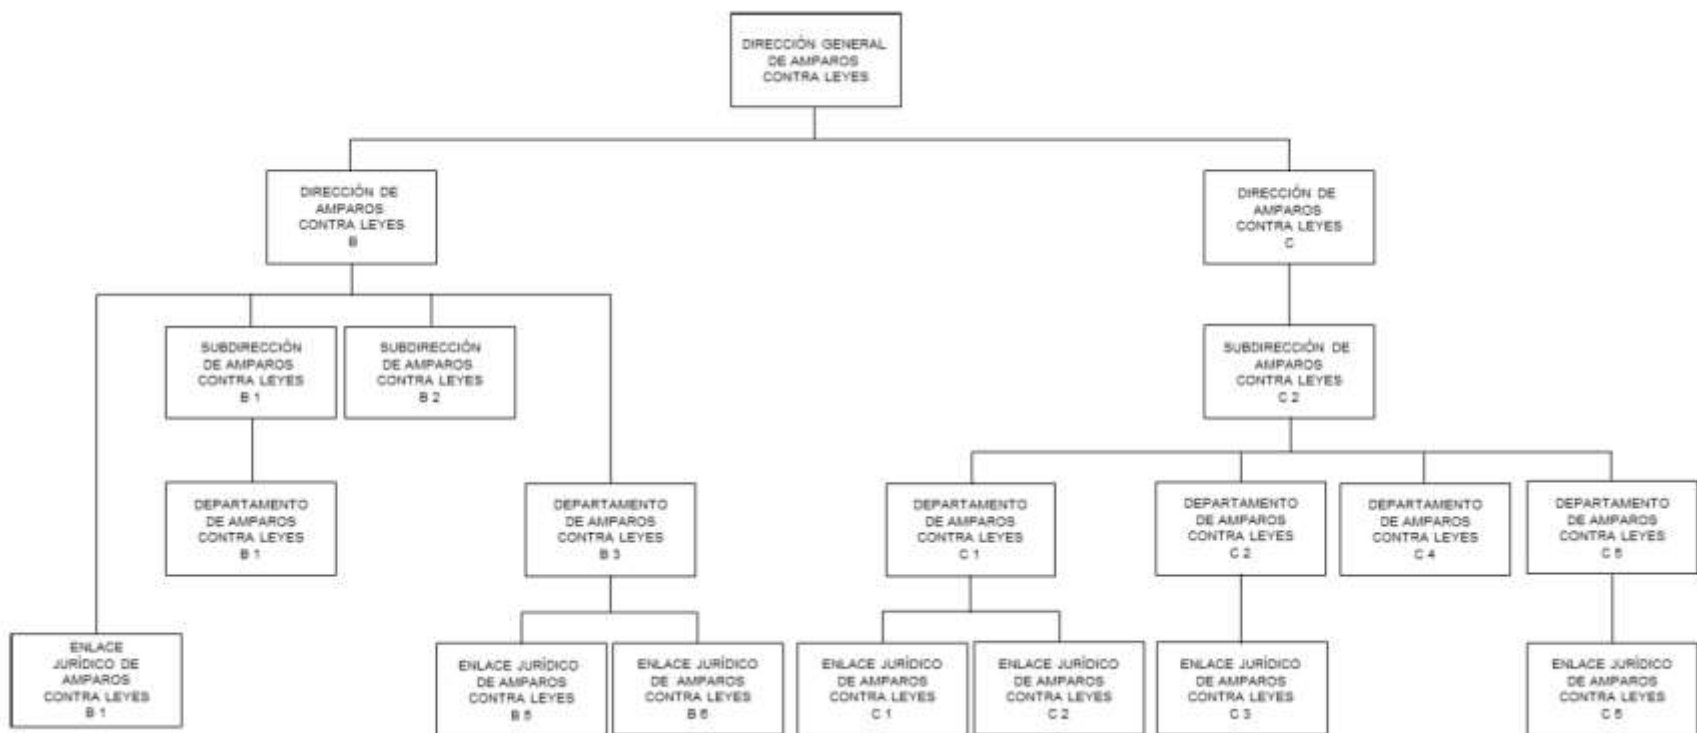 DIRECCIÓN GENERAL
DE AMPAROS
CONTRA LEYES
DIRECCIÓN DE
AMPAROS
CONTRA LEYES
B
DIRECCIÓN DE
AMPAROS
CONTRA LEYES
C
SUBDIRECCIÓN
DE AMPAROS
CONTRA LEYES
B 1
SUBDIRECCIÓN
DE AMPAROS
CONTRA LEYES
B 2
SUBDIRECCIÓN DE
AMPAROS
CONTRA LEYES
C 2
DEPARTAMENTO
DE AMPAROS
CONTRA LEYES
B 1
DEPARTAMENTO
DE AMPAROS
CONTRA LEYES
B 3
DEPARTAMENTO
DE AMPAROS
CONTRA LEYES
C 1
DEPARTAMENTO
DE AMPAROS
CONTRA LEYES
C 2
DEPARTAMENTO
DE AMPAROS
CONTRA LEYES
C 4
DEPARTAMENTO
DE AMPAROS
CONTRA LEYES
C 5
ENLACE
JURÍDICO DE
AMPAROS
CONTRA LEYES
B 1
ENLACE JURÍDICO
DE AMPAROS
CONTRA LEYES
B 5
ENLACE JURÍDICO
DE AMPAROS
CONTRA LEYES
B 6
ENLACE JURÍDICO
DE AMPAROS
CONTRA LEYES
C 1
ENLACE JURÍDICO
DE AMPAROS
CONTRA LEYES
C 2
ENLACE JURÍDICO
DE AMPAROS
CONTRA LEYES
C 3
ENLACE JURÍDICO
DE AMPAROS
CONTRA LEYES
C 5